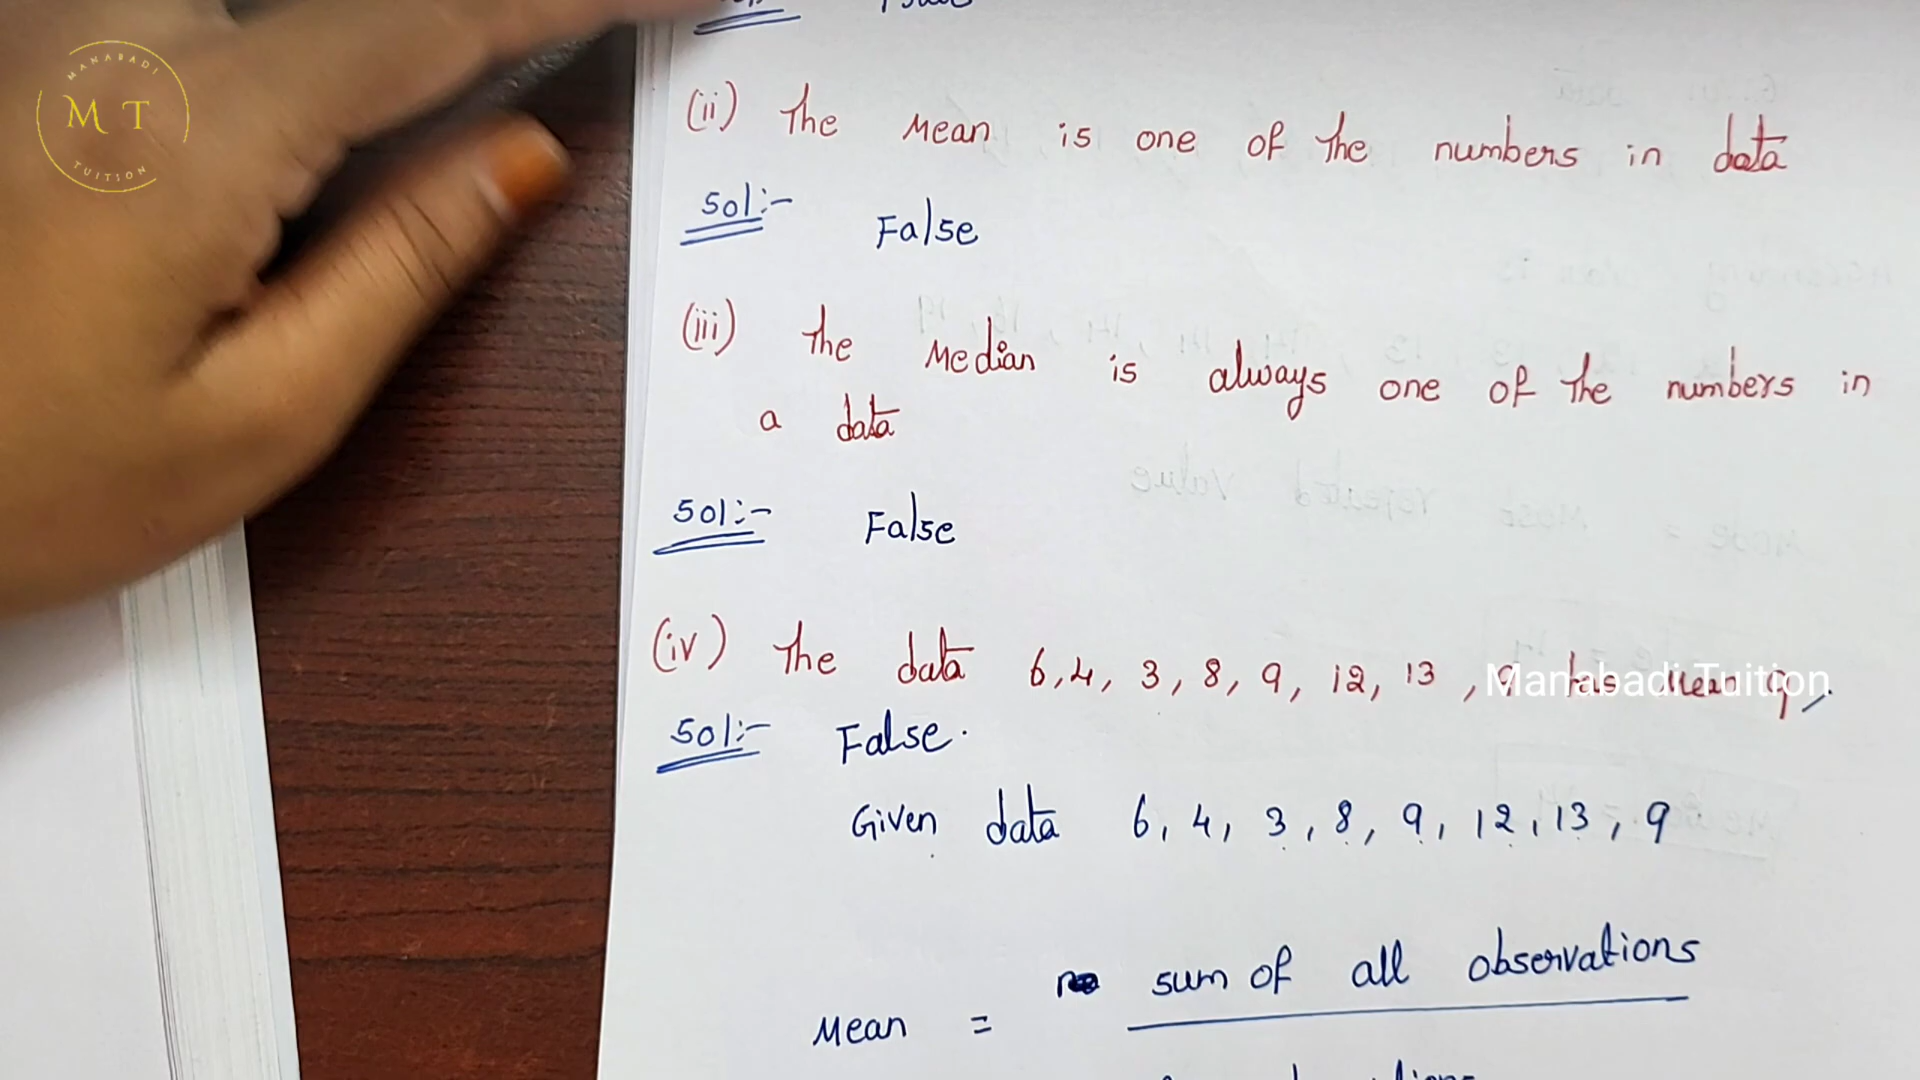 MANABADI
M T
TUITION
(ii) The Mean is one of the numbers in data
Sol:- False
(iii) The Median is always one of the numbers in
a data
Sol:- False
(iv) The data 6, 4, 3, 8, 9, 12, 13, 9 has Mean 9,
Manabadi Tuition
Sol:- False.
Given data 6, 4, 3, 8, 9, 12, 13, 9
sum of all observations
Mean =